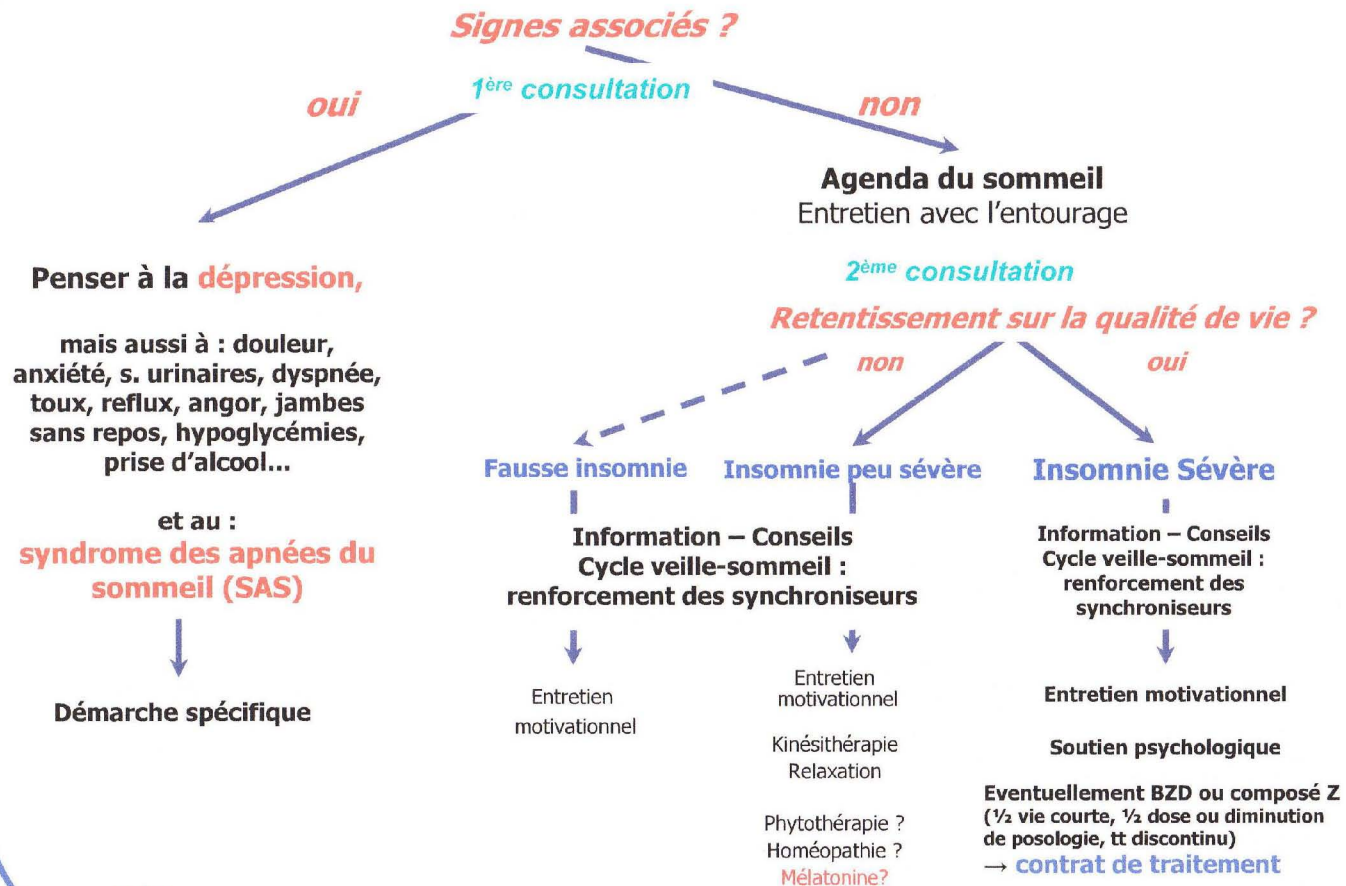 Signes associés ?
1ère consultation
oui
non
Agenda du sommeil
Entretien avec l'entourage
Penser à la dépression,
mais aussi à : douleur,
anxiété, s. urinaires, dyspnée,
toux, reflux, angor, jambes
sans repos, hypoglycémies,
prise d'alcool...
et au :
syndrome des apnées du
sommeil (SAS)
Démarche spécifique
2ème consultation
Retentissement sur la qualité de vie ?
non
oui
Fausse insomnie
Information – Conseils
Cycle veille-sommeil :
renforcement des synchroniseurs
Entretien
motivationnel
Insomnie peu sévère
Entretien
motivationnel
Kinésithérapie
Relaxation
Phytothérapie ?
Homéopathie ?
Mélatonine?
Insomnie Sévère
Information – Conseils
Cycle veille-sommeil :
renforcement des
synchroniseurs
Entretien motivationnel
Soutien psychologique
Eventuellement BZD ou composé Z
(½ vie courte, ½ dose ou diminution
de posologie, tt discontinu)
→ contrat de traitement